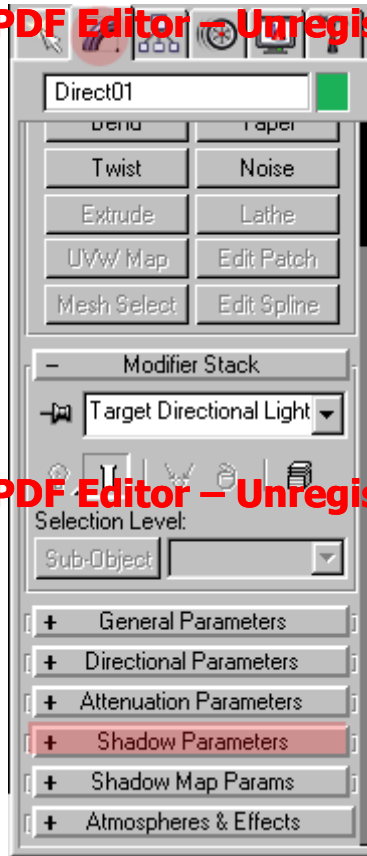 PDF Editor – Unregis
Direct01
Bend Taper
Twist Noise
Extrude Lathe
UVW Map Edit Patch
Mesh Select Edit Spline
– Modifier Stack
Target Directional Light
PDF Editor – Unregis
Selection Level:
Sub-Object
+ General Parameters
+ Directional Parameters
+ Attenuation Parameters
+ Shadow Parameters
+ Shadow Map Params
+ Atmospheres & Effects